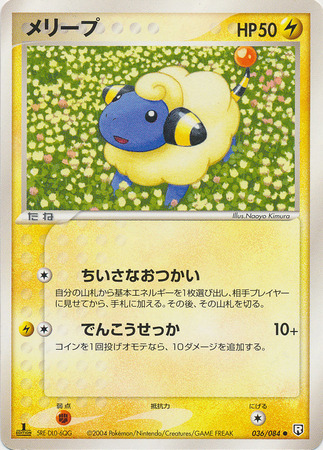 メリープ HP50
Illus.Naoyo Kimura
たね
ちいさなおつかい
自分の山札から基本エネルギーを1枚選び出し、相手プレイヤー
に見せてから、手札に加える。その後、その山札を切る。
でんこうせっか 10+
コインを1回投げオモテなら、10ダメージを追加する。
弱点 抵抗力 にげる
1 EDITION 5RE-DL0-6QG ©2004 Pokémon/Nintendo/Creatures/GAME FREAK 036/084 ●
R